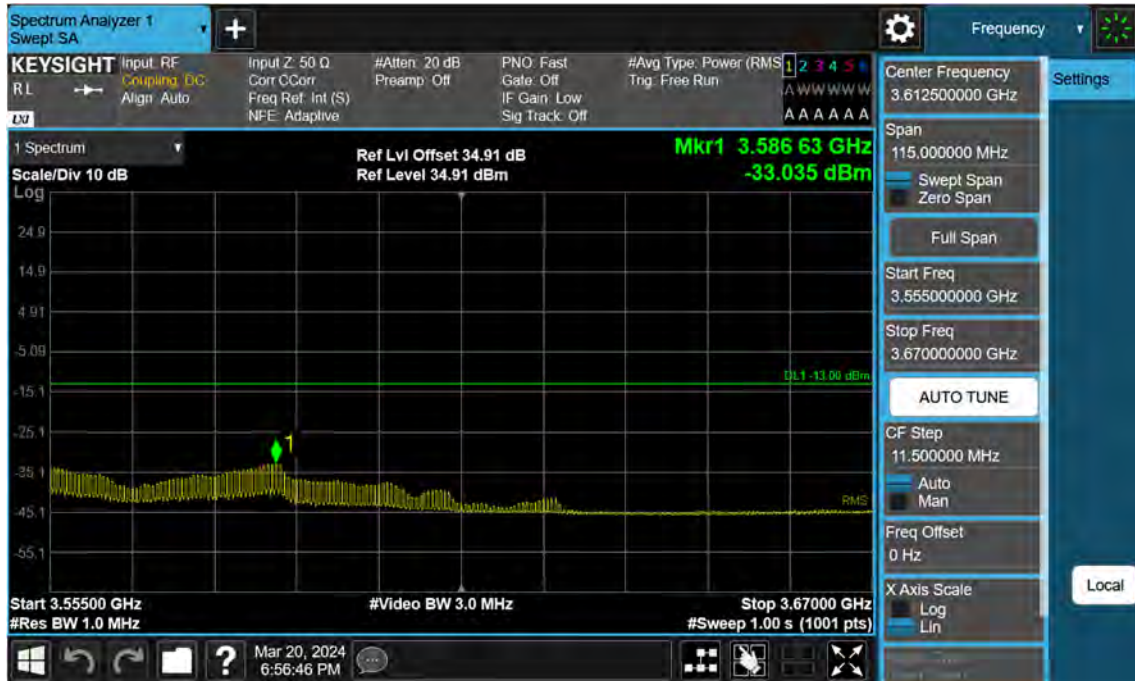 Spectrum Analyzer 1
Swept SA
+
Frequency
KEYSIGHT
RL
LXI
Input: RF
Coupling: DC
Align: Auto
Input Z: 50 Ω
Corr CCorr
Freq Ref: Int (S)
NFE: Adaptive
#Atten: 20 dB
Preamp: Off
PNO: Fast
Gate: Off
IF Gain: Low
Sig Track: Off
#Avg Type: Power (RMS
Trig: Free Run
1 2 3 4 5 6
A W W W W W
A A A A A A
1 Spectrum
Scale/Div 10 dB
Ref Lvl Offset 34.91 dB
Ref Level 34.91 dBm
Mkr1 3.586 63 GHz
-33.035 dBm
Log
24.9
14.9
4.91
-5.09
-15.1
-25.1
-35.1
-45.1
-55.1
DL1 -13.00 dBm
1
RMS
Start 3.55500 GHz
#Res BW 1.0 MHz
#Video BW 3.0 MHz
Stop 3.67000 GHz
#Sweep 1.00 s (1001 pts)
Center Frequency
3.612500000 GHz
Span
115.000000 MHz
Swept Span
Zero Span
Full Span
Start Freq
3.555000000 GHz
Stop Freq
3.670000000 GHz
AUTO TUNE
CF Step
11.500000 MHz
Auto
Man
Freq Offset
0 Hz
X Axis Scale
Log
Lin
Settings
Local
?
Mar 20, 2024
6:56:46 PM